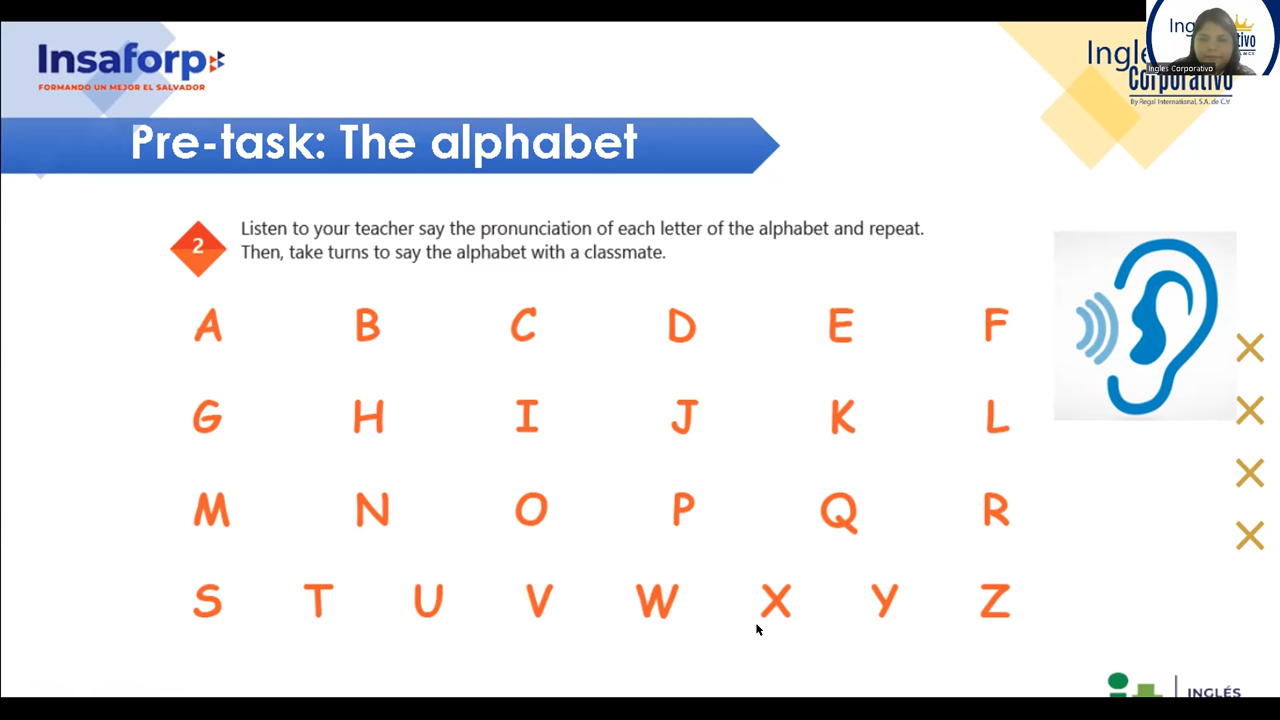 Insaforp
FORMANDO UN MEJOR EL SALVADOR
Ingles Corporativo
Corporativo
By Regal International, S.A. de C.V.
Pre-task: The alphabet
2
Listen to your teacher say the pronunciation of each letter of the alphabet and repeat.
Then, take turns to say the alphabet with a classmate.
A B C D E F
G H I J K L
M N O P Q R
S T U V W X Y Z
INGLÉS